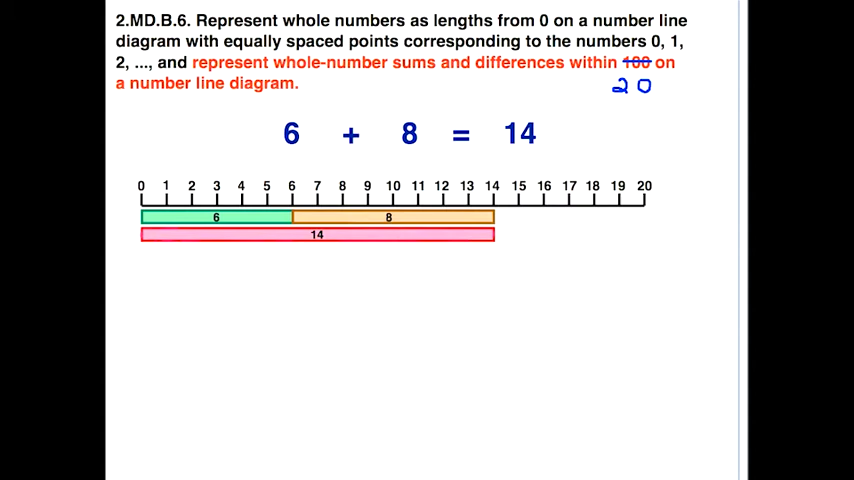 2.MD.B.6. Represent whole numbers as lengths from 0 on a number line
diagram with equally spaced points corresponding to the numbers 0, 1,
2, ..., and represent whole-number sums and differences within 100 on
a number line diagram. 20
6 + 8 = 14
0 1 2 3 4 5 6 7 8 9 10 11 12 13 14 15 16 17 18 19 20
6 8
14